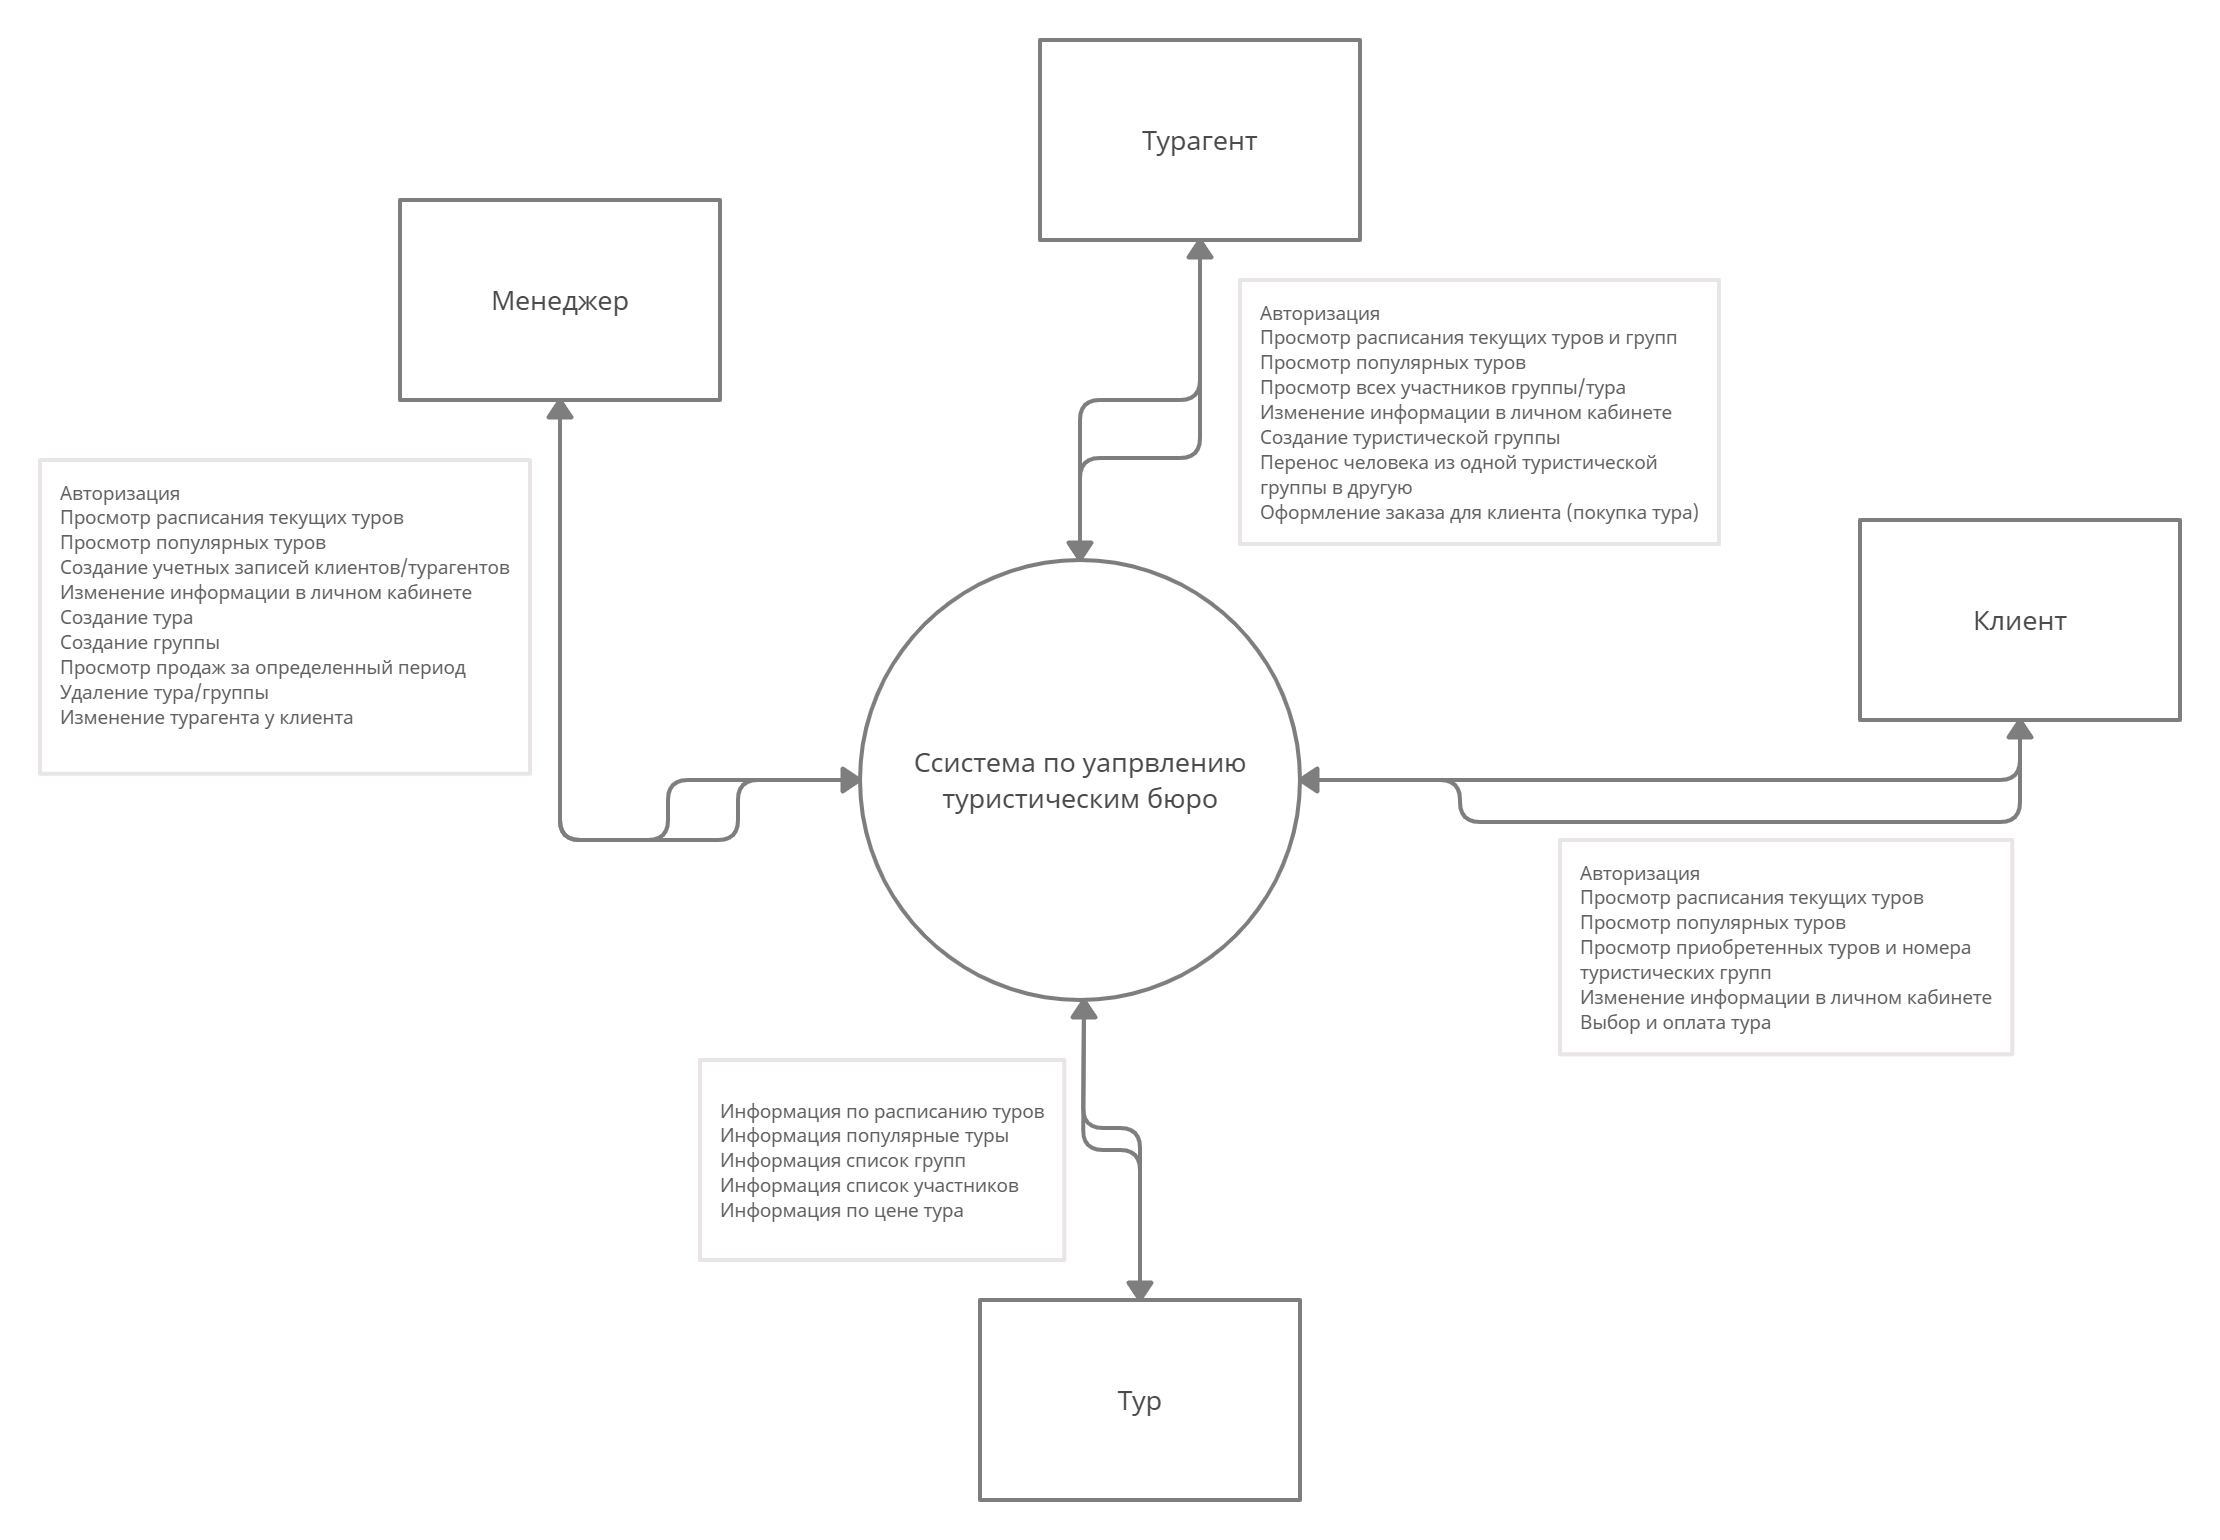 Турагент
Менеджер
Авторизация
Просмотр расписания текущих туров и групп
Просмотр популярных туров
Просмотр всех участников группы/тура
Изменение информации в личном кабинете
Создание туристической группы
Перенос человека из одной туристической
группы в другую
Оформление заказа для клиента (покупка тура)
Авторизация
Просмотр расписания текущих туров
Просмотр популярных туров
Создание учетных записей клиентов/турагентов
Изменение информации в личном кабинете
Создание тура
Создание группы
Просмотр продаж за определенный период
Удаление тура/группы
Изменение турагента у клиента
Клиент
Ссистема по уапрвлению
туристическим бюро
Авторизация
Просмотр расписания текущих туров
Просмотр популярных туров
Просмотр приобретенных туров и номера
туристических групп
Изменение информации в личном кабинете
Выбор и оплата тура
Информация по расписанию туров
Информация популярные туры
Информация список групп
Информация список участников
Информация по цене тура
Тур